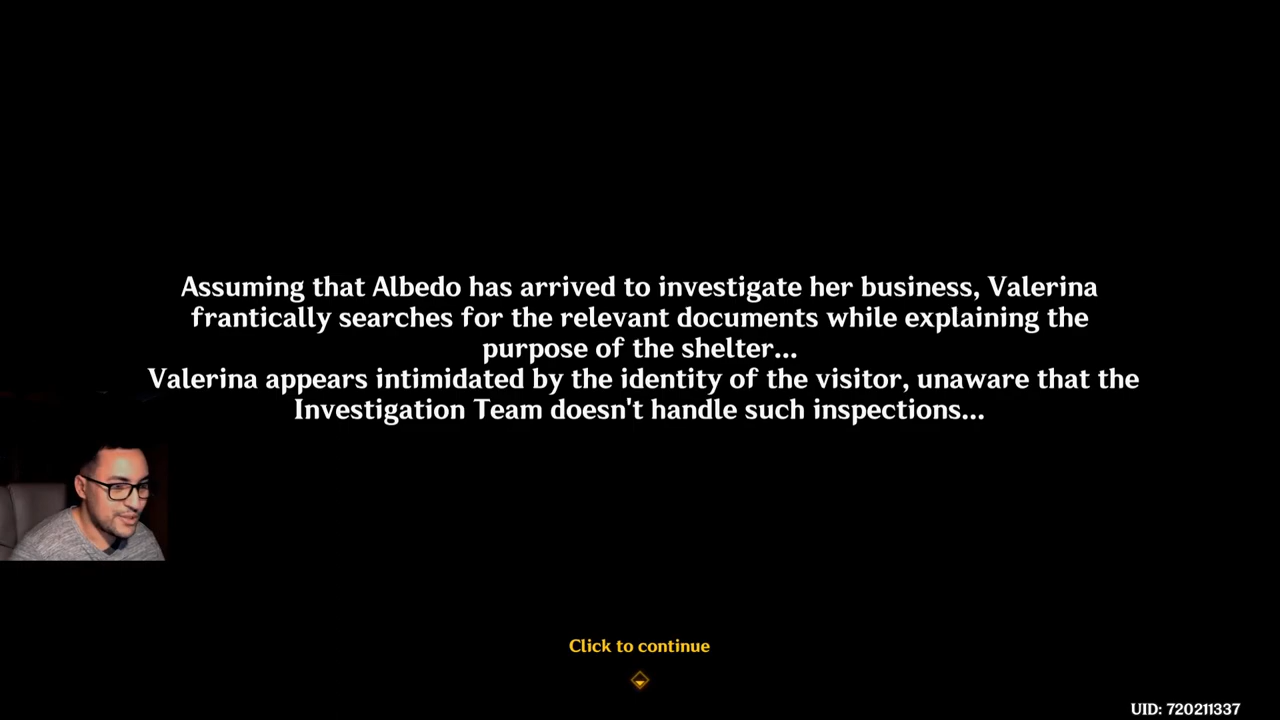 Assuming that Albedo has arrived to investigate her business, Valerina
frantically searches for the relevant documents while explaining the
purpose of the shelter...
Valerina appears intimidated by the identity of the visitor, unaware that the
Investigation Team doesn't handle such inspections...
Click to continue
UID: 720211337